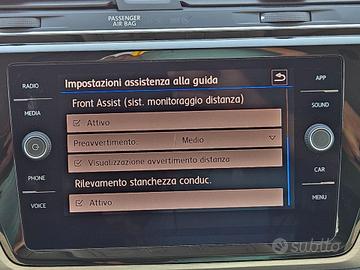 PASSENGER
AIR BAG
RADIO
MEDIA
PHONE
VOICE
Impostazioni assistenza alla guida
Front Assist (sist. monitoraggio distanza)
Attivo
Preavvertimento: Medio
Visualizzazione avvertimento distanza
Rilevamento stanchezza conduc.
Attivo
APP
SOUND
CAR
MENU
subito